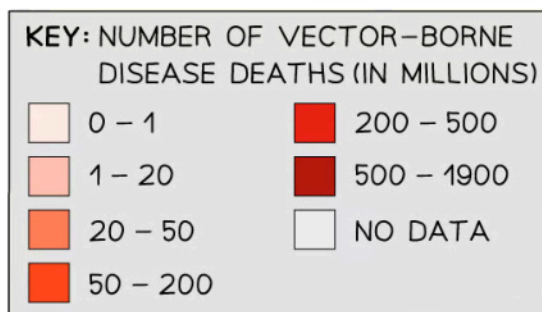 KEY: NUMBER OF VECTOR-BORNE
DISEASE DEATHS (IN MILLIONS)
0 – 1
1 – 20
20 – 50
50 – 200
200 – 500
500 – 1900
NO DATA